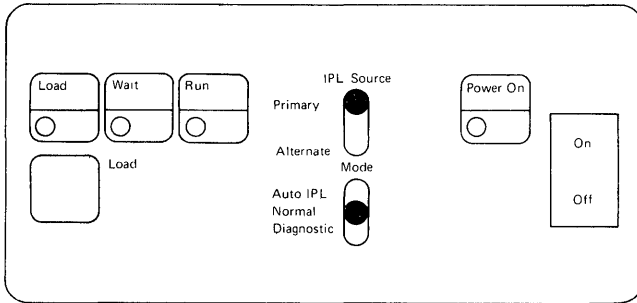 Load
Wait
Run
Load
IPL Source
Primary
Alternate
Mode
Auto IPL
Normal
Diagnostic
Power On
On
Off